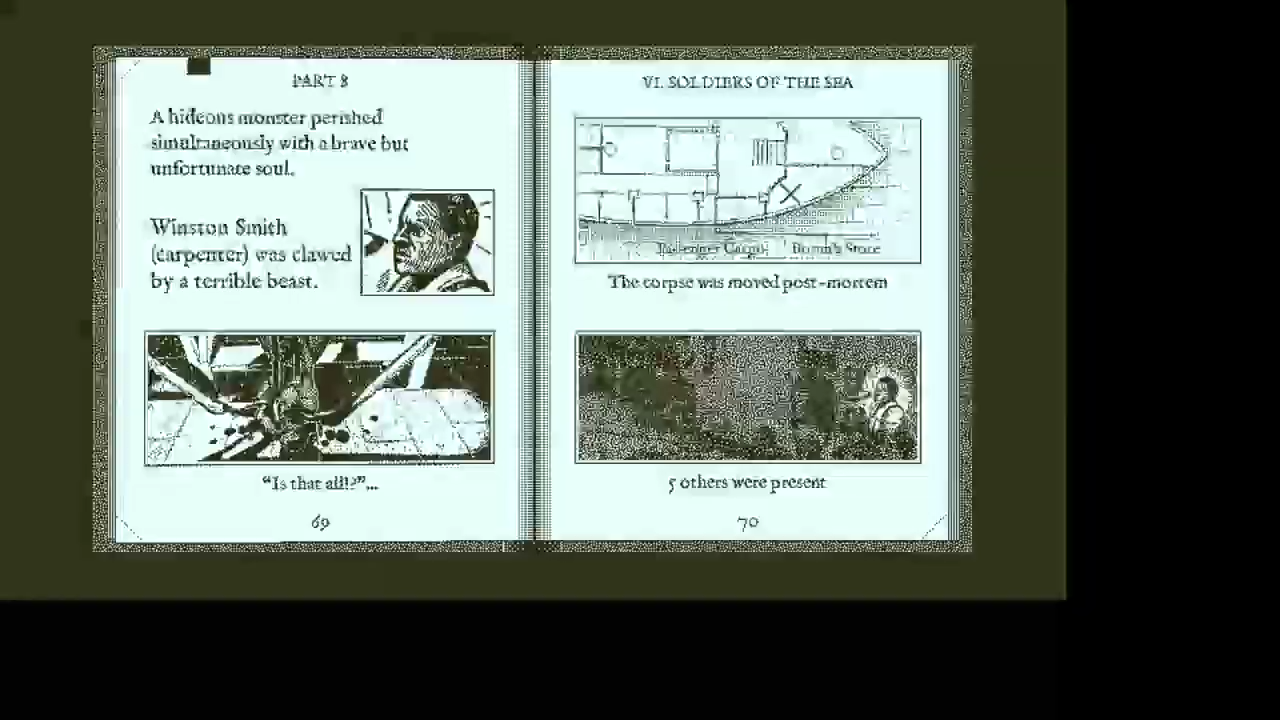 PART 8
A hideous monster perished
simultaneously with a brave but
unfortunate soul.
Winston Smith
(carpenter) was clawed
by a terrible beast.
"Is that all!?"...
69
VI. SOLDIERS OF THE SEA
Cargo
Store
The corpse was moved post-mortem
5 others were present
70